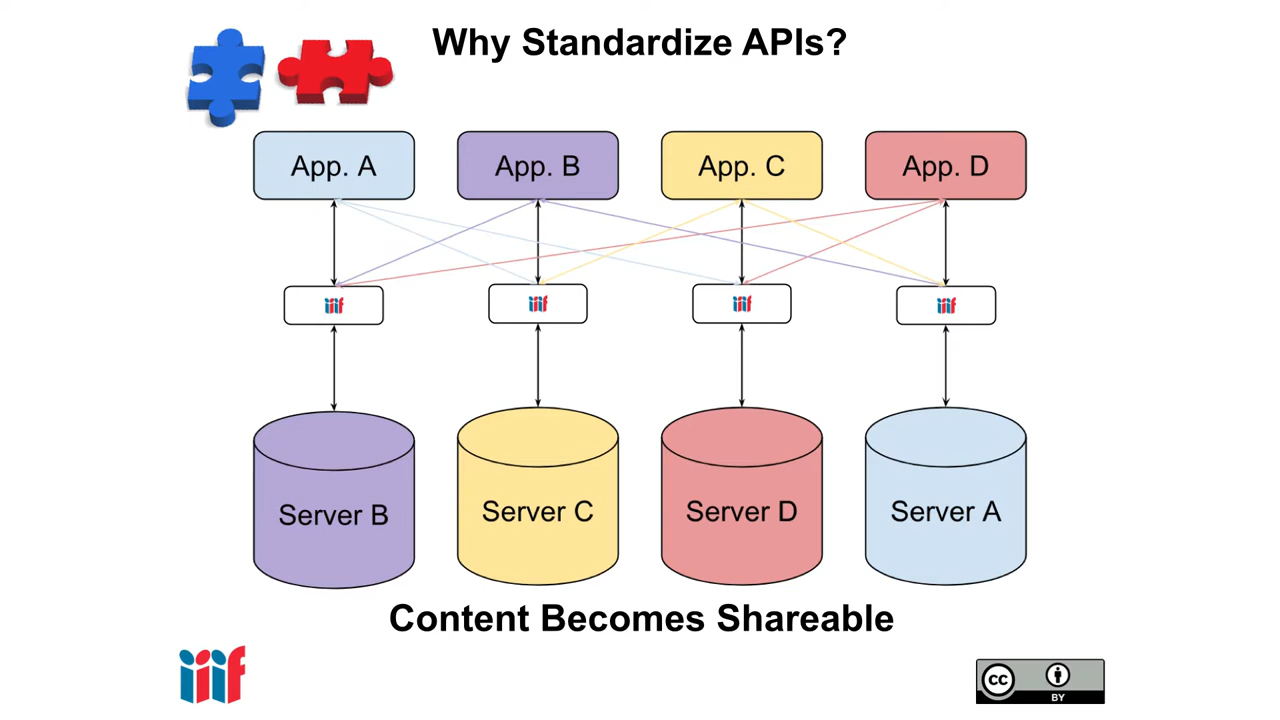 Why Standardize APIs?
App. A
App. B
App. C
App. D
iiif
iiif
iiif
iiif
Server B
Server C
Server D
Server A
Content Becomes Shareable
iiif
cc
BY